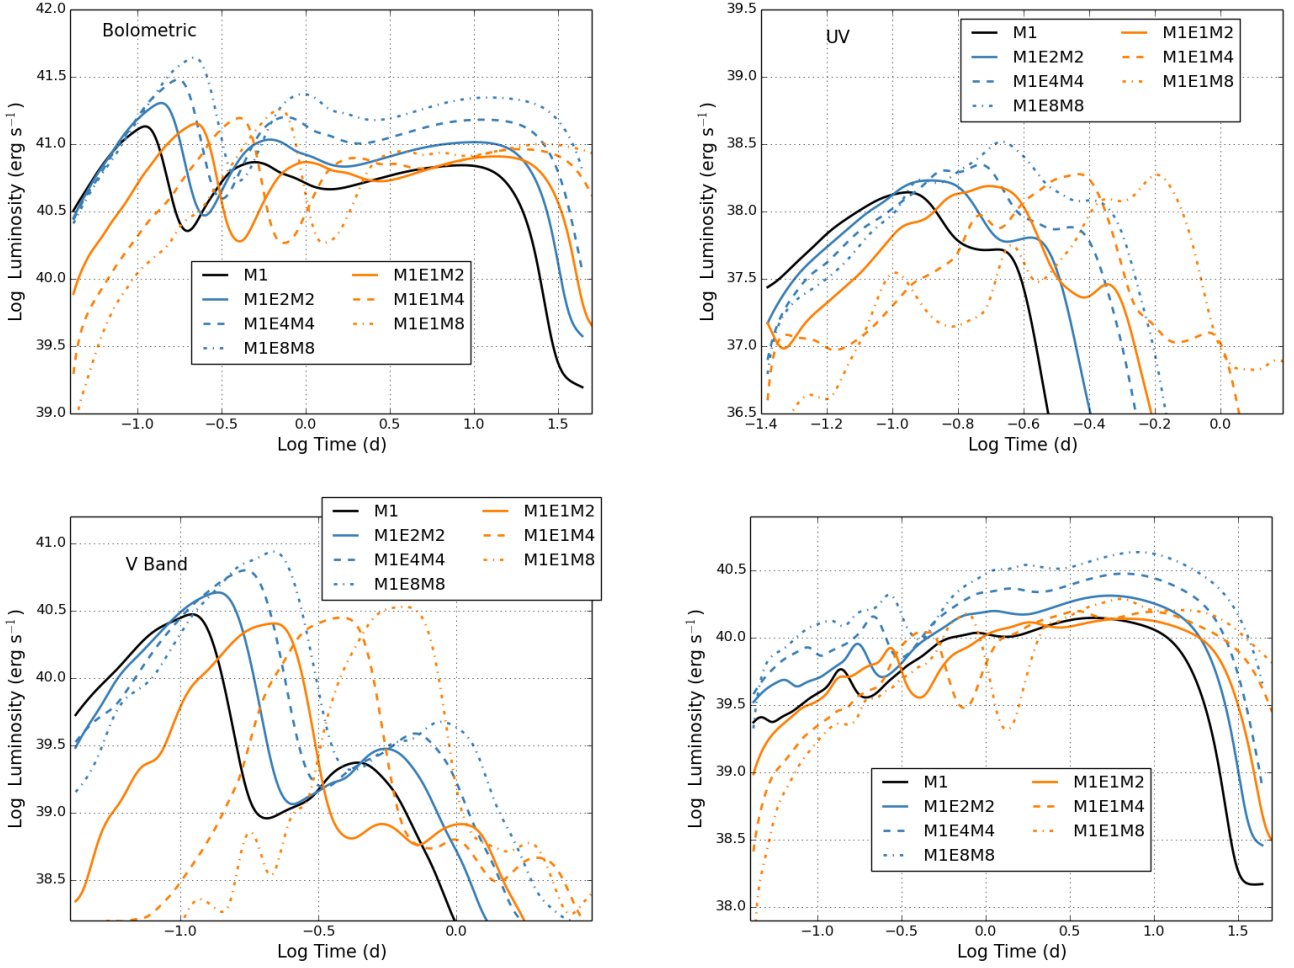 Bolometric
Log Luminosity (erg s⁻¹)
42.0
41.5
41.0
40.5
40.0
39.5
39.0
M1
M1E2M2
M1E4M4
M1E8M8
M1E1M2
M1E1M4
M1E1M8
−1.0 −0.5 0.0 0.5 1.0 1.5
Log Time (d)
UV
Log Luminosity (erg s⁻¹)
39.5
39.0
38.5
38.0
37.5
37.0
36.5
M1
M1E2M2
M1E4M4
M1E8M8
M1E1M2
M1E1M4
M1E1M8
−1.4 −1.2 −1.0 −0.8 −0.6 −0.4 −0.2 0.0
Log Time (d)
V Band
Log Luminosity (erg s⁻¹)
41.0
40.5
40.0
39.5
39.0
38.5
M1
M1E2M2
M1E4M4
M1E8M8
M1E1M2
M1E1M4
M1E1M8
−1.0 −0.5 0.0
Log Time (d)
Log Luminosity (erg s⁻¹)
40.5
40.0
39.5
39.0
38.5
38.0
M1
M1E2M2
M1E4M4
M1E8M8
M1E1M2
M1E1M4
M1E1M8
−1.0 −0.5 0.0 0.5 1.0 1.5
Log Time (d)